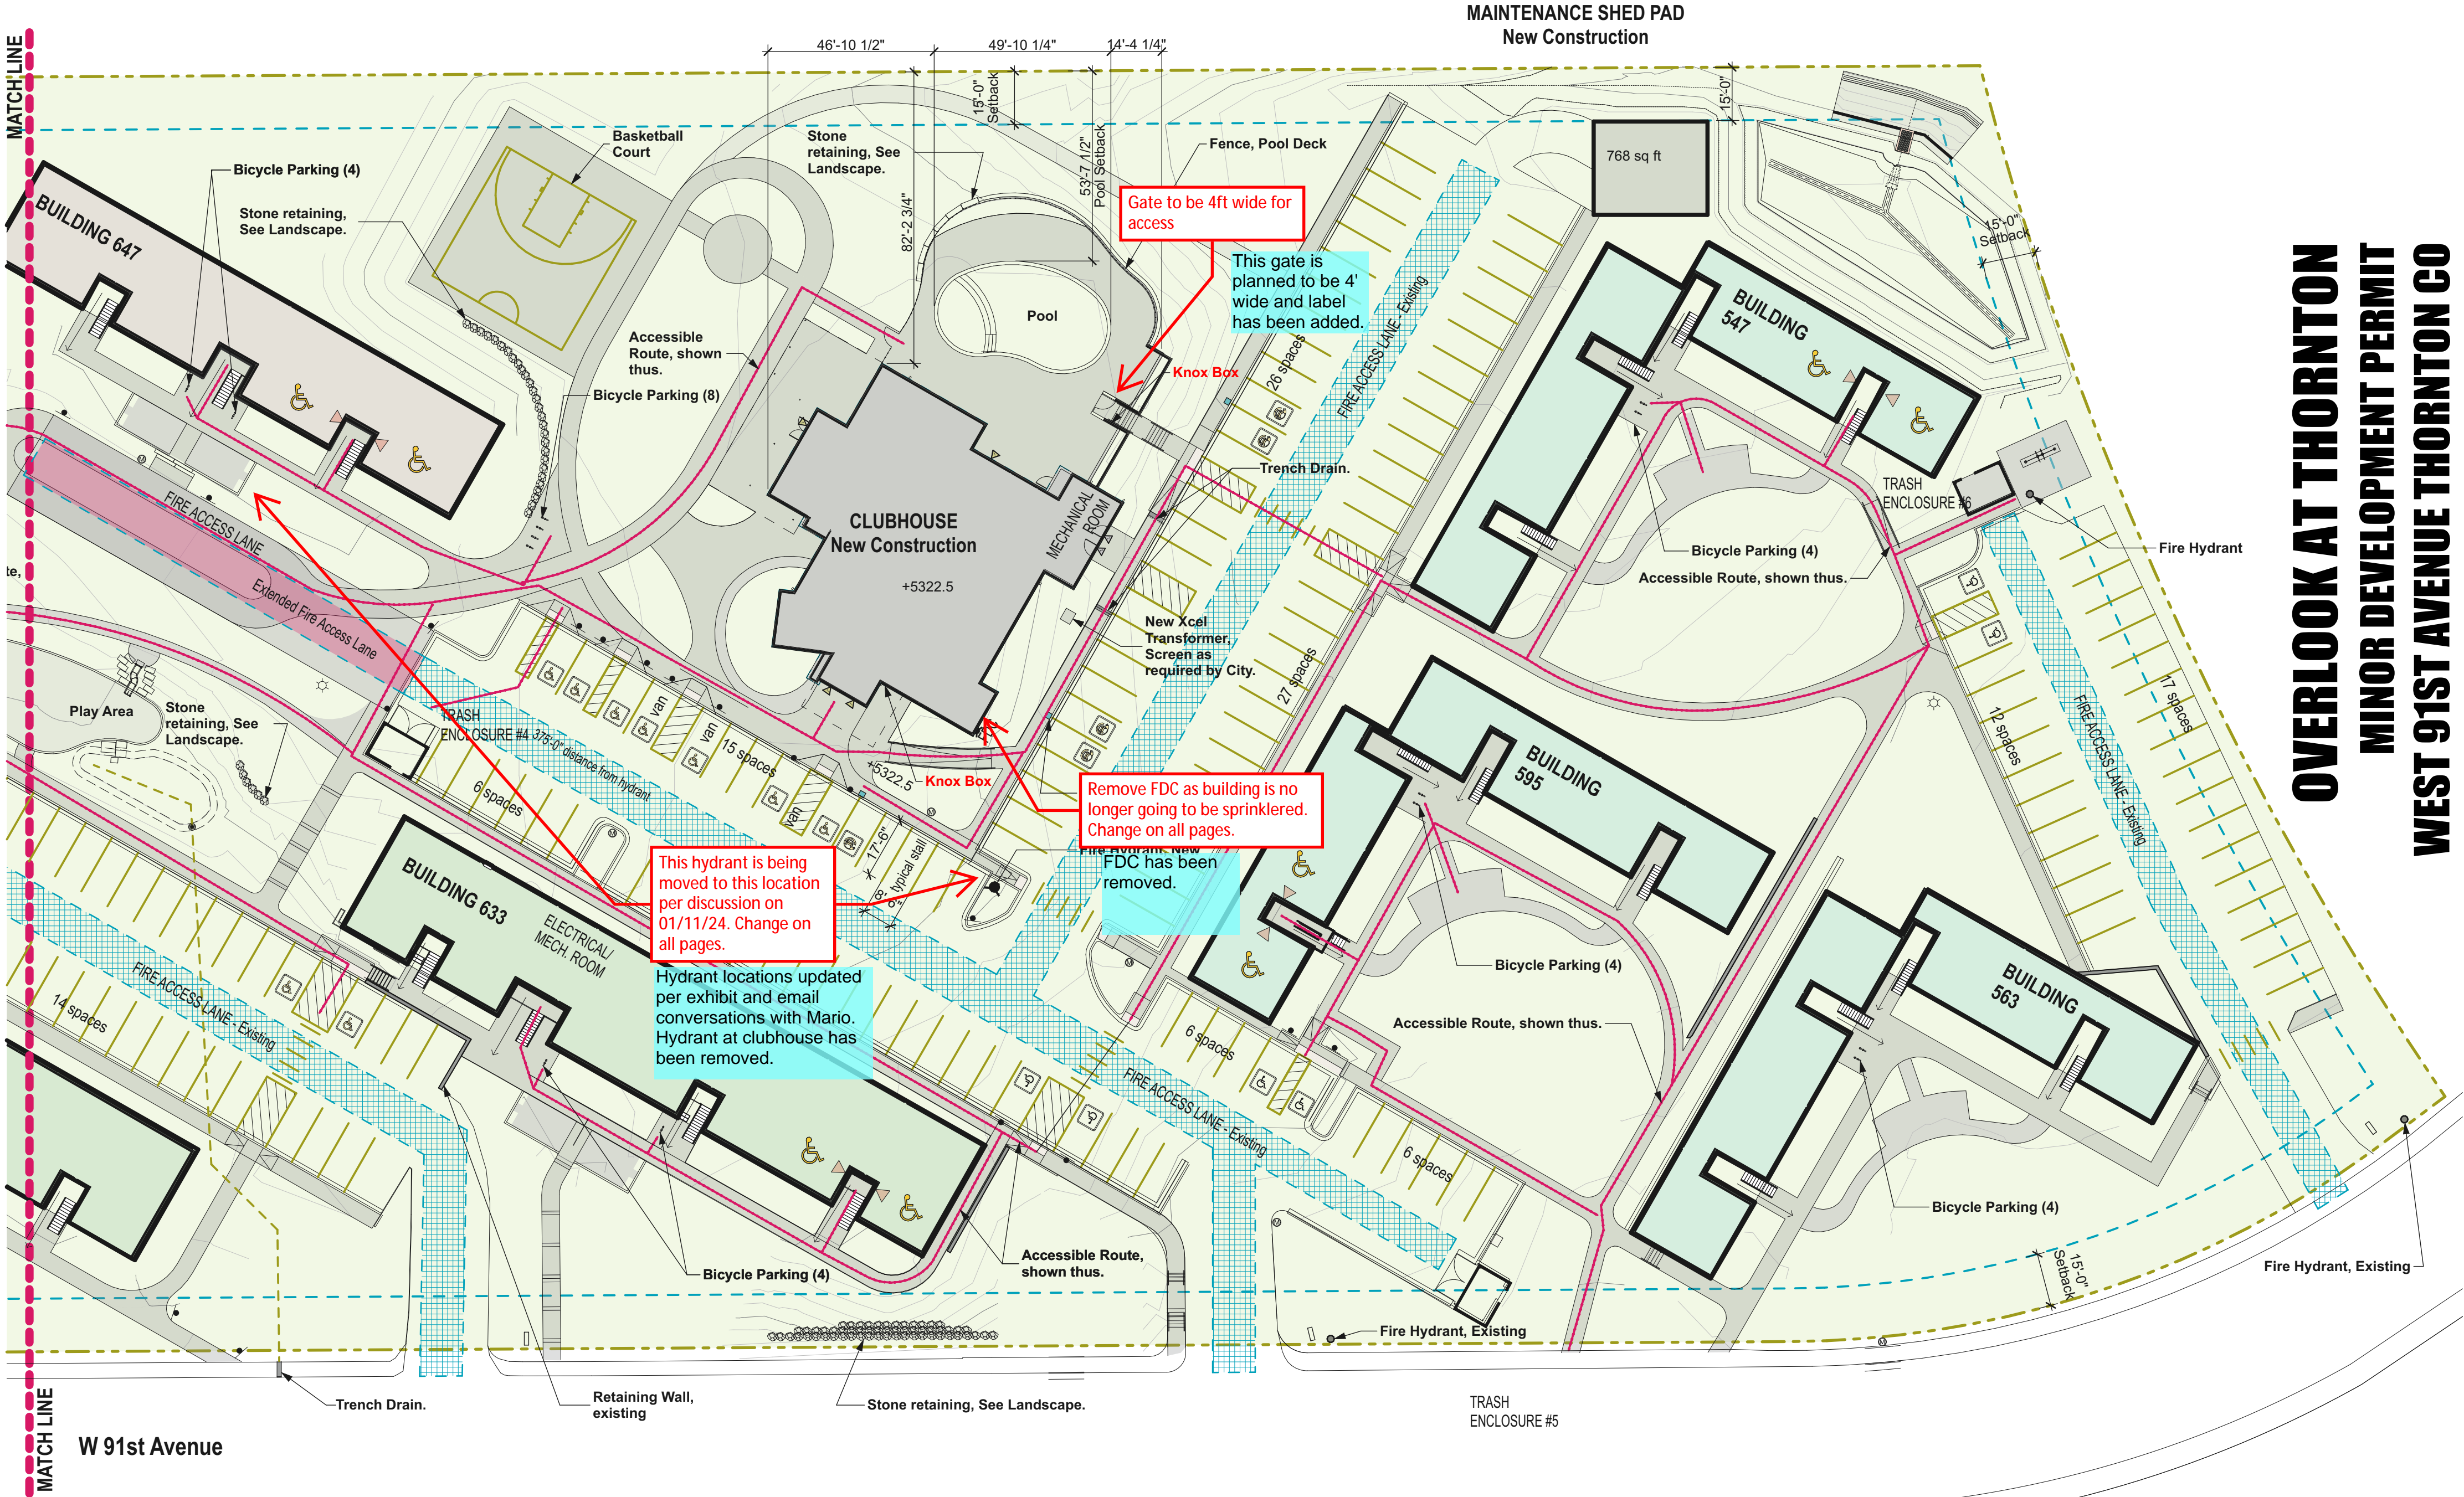 MAINTENANCE SHED PAD
New Construction
MATCH LINE
46'-10 1/2"
49'-10 1/4"
14'-4 1/4"
15'-0"
Setback
15'-0"
53'-7 1/2"
Pool Setback
82'-2 3/4"
Basketball
Court
Stone
retaining, See
Landscape.
Fence, Pool Deck
768 sq ft
Bicycle Parking (4)
Stone retaining,
See Landscape.
BUILDING 647
Gate to be 4ft wide for
access
This gate is
planned to be 4'
wide and label
has been added.
15'-0"
Setback
Pool
Accessible
Route, shown
thus.
Bicycle Parking (8)
Knox Box
26 spaces
FIRE ACCESS LANE - Existing
BUILDING
547
Trench Drain.
MECHANICAL
ROOM
CLUBHOUSE
New Construction
+5322.5
FIRE ACCESS LANE
Extended Fire Access Lane
te,
TRASH
ENCLOSURE #6
Bicycle Parking (4)
Accessible Route, shown thus.
Fire Hydrant
New Xcel
Transformer,
Screen as
required by City.
27 spaces
Play Area
Stone
retaining, See
Landscape.
TRASH
ENCLOSURE #4
375'-0" distance from hydrant
van
van
15 spaces
van
6 spaces
+5322.5
Knox Box
17'-6"
8'-6"
typical stall
Remove FDC as building is no
longer going to be sprinklered.
Change on all pages.
Fire Hydrant, New
FDC has been
removed.
BUILDING
595
12 spaces
17 spaces
FIRE ACCESS LANE - Existing
This hydrant is being
moved to this location
per discussion on
01/11/24. Change on
all pages.
Hydrant locations updated
per exhibit and email
conversations with Mario.
Hydrant at clubhouse has
been removed.
BUILDING 633
ELECTRICAL/
MECH. ROOM
FIRE ACCESS LANE - Existing
14 spaces
Bicycle Parking (4)
Accessible Route, shown thus.
BUILDING
563
6 spaces
FIRE ACCESS LANE - Existing
6 spaces
Bicycle Parking (4)
Accessible Route,
shown thus.
Bicycle Parking (4)
15'-0"
Setback
Fire Hydrant, Existing
Fire Hydrant, Existing
Trench Drain.
Retaining Wall,
existing
Stone retaining, See Landscape.
TRASH
ENCLOSURE #5
MATCH LINE
W 91st Avenue
OVERLOOK AT THORNTON
MINOR DEVELOPMENT PERMIT
WEST 91ST AVENUE THORNTON CO